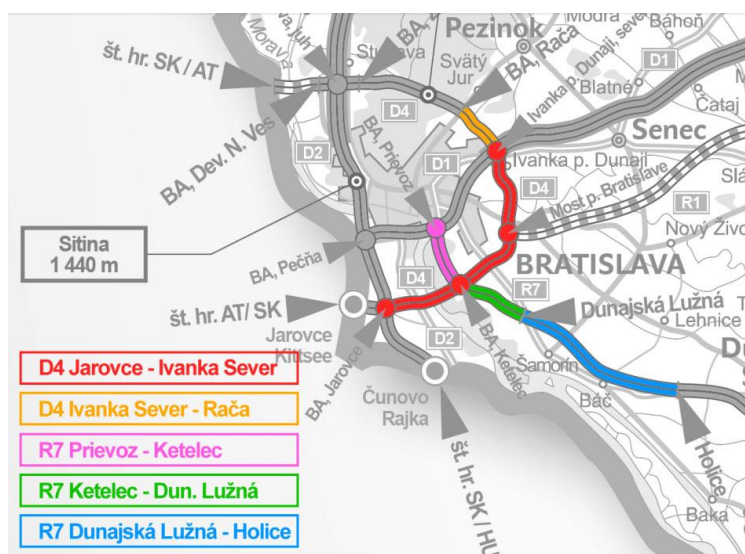 Modra
Báhoň
Pezinok
D1
Blatné
Čataj
Senec
Svätý
Jur
BA, Rača
Ivanka p. Dunaji, sever
št. hr. SK / AT
Morav
D4
D2
BA, Dev. N. Ves
BA, Prievoz
D1
Ivanka p. Dunaji
D4
Most p. Bratislave
R1
Nový Živo
Sitina
1 440 m
BA, Pečňa
BRATISLAVA
D4
R7
Dunajská Lužná
Lehnice
št. hr. AT/ SK
Jarovce
Kittsee
D2
BA, Ketelec
Šamorín
BA, Jarovce
Báč
Čunovo
Rajka
Holice
Baka
št. hr. SK / HU
D4 Jarovce - Ivanka Sever
D4 Ivanka Sever - Rača
R7 Prievoz - Ketelec
R7 Ketelec - Dun. Lužná
R7 Dunajská Lužná - Holice